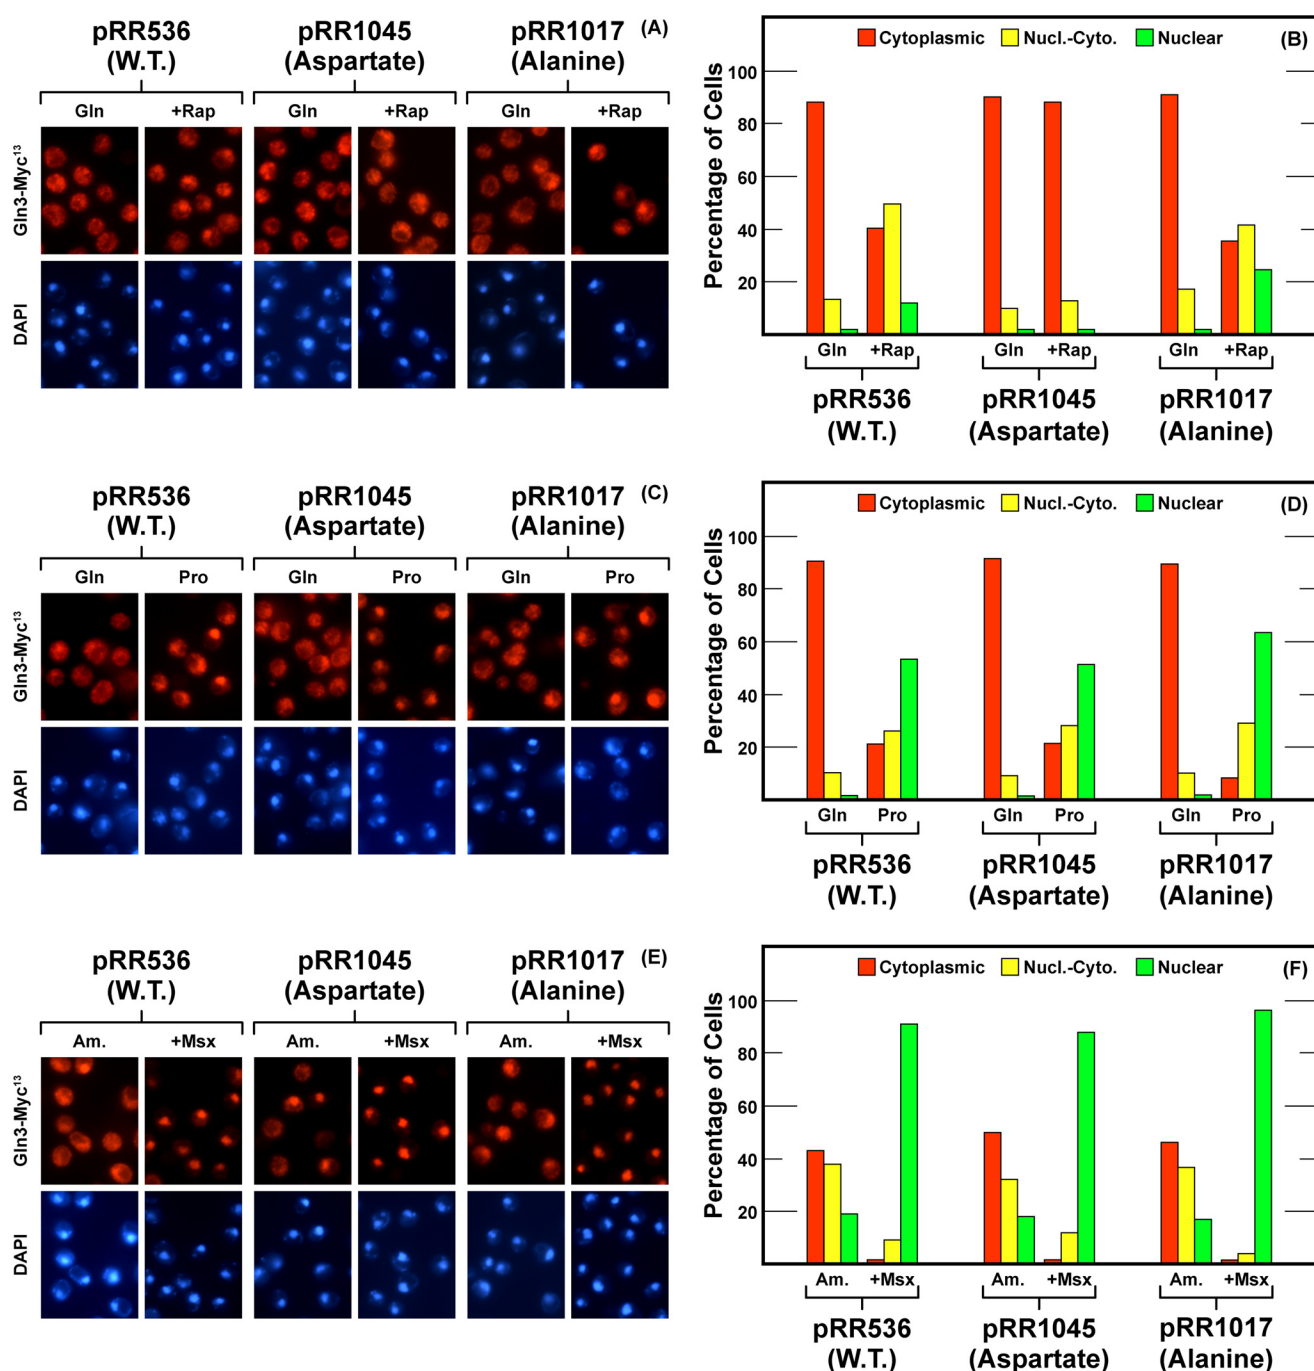 pRR536 pRR1045 pRR1017 (A)
(W.T.) (Aspartate) (Alanine)
Gln +Rap Gln +Rap Gln +Rap
Gln3-Myc¹³
DAPI
Cytoplasmic Nucl.-Cyto. Nuclear (B)
Percentage of Cells
100
80
60
40
20
Gln +Rap Gln +Rap Gln +Rap
pRR536 pRR1045 pRR1017
(W.T.) (Aspartate) (Alanine)
pRR536 pRR1045 pRR1017 (C)
(W.T.) (Aspartate) (Alanine)
Gln Pro Gln Pro Gln Pro
Gln3-Myc¹³
DAPI
Cytoplasmic Nucl.-Cyto. Nuclear (D)
Percentage of Cells
100
80
60
40
20
Gln Pro Gln Pro Gln Pro
pRR536 pRR1045 pRR1017
(W.T.) (Aspartate) (Alanine)
pRR536 pRR1045 pRR1017 (E)
(W.T.) (Aspartate) (Alanine)
Am. +Msx Am. +Msx Am. +Msx
Gln3-Myc¹³
DAPI
Cytoplasmic Nucl.-Cyto. Nuclear (F)
Percentage of Cells
100
80
60
40
20
Am. +Msx Am. +Msx Am. +Msx
pRR536 pRR1045 pRR1017
(W.T.) (Aspartate) (Alanine)